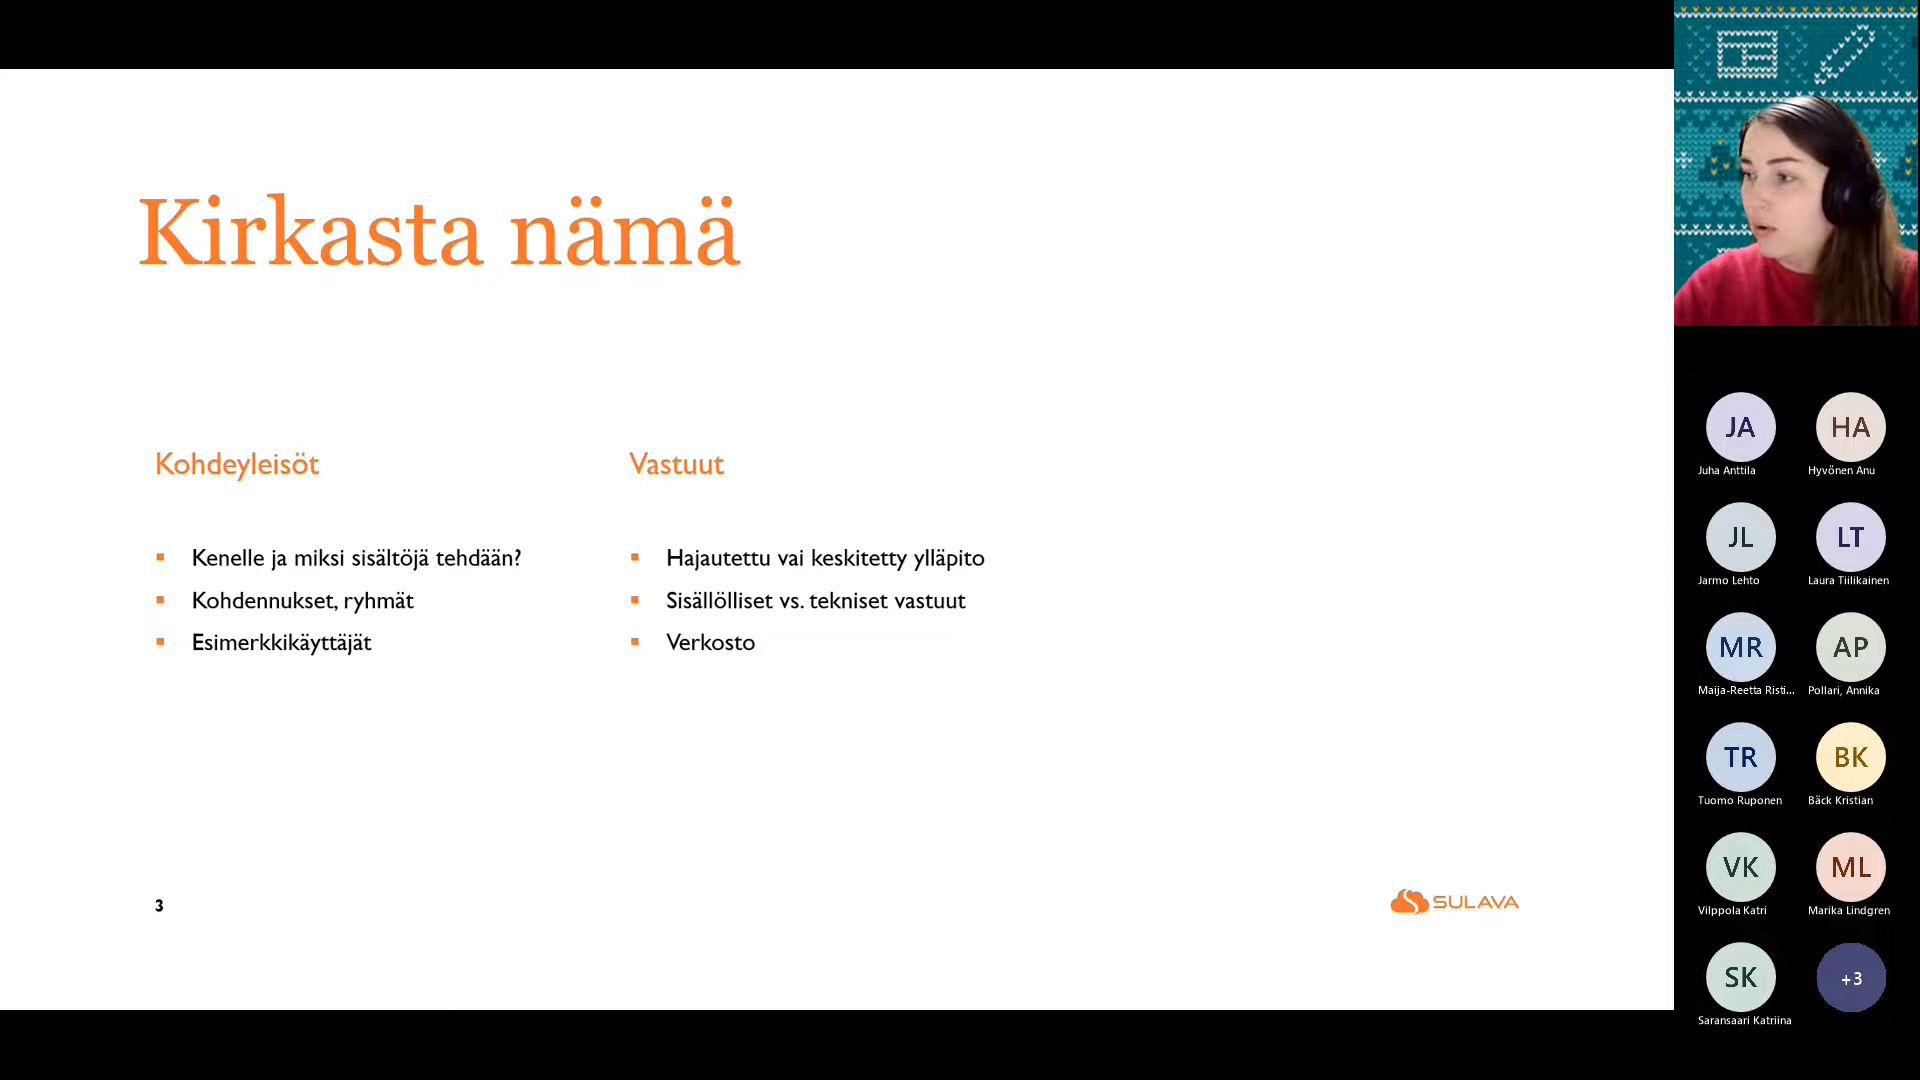 Kirkasta nämä
Kohdeyleisöt
Kenelle ja miksi sisältöjä tehdään?
Kohdennukset, ryhmät
Esimerkkikäyttäjät
Vastuut
Hajautettu vai keskitetty ylläpito
Sisällölliset vs. tekniset vastuut
Verkosto
3
SULAVA
JA
Juha Anttila
HA
Hyvönen Anu
JL
Jarmo Lehto
LT
Laura Tiilikainen
MR
Maija-Reetta Risti...
AP
Pollari, Annika
TR
Tuomo Ruponen
BK
Bäck Kristian
VK
Vilppola Katri
ML
Marika Lindgren
SK
Saransaari Katriina
+3